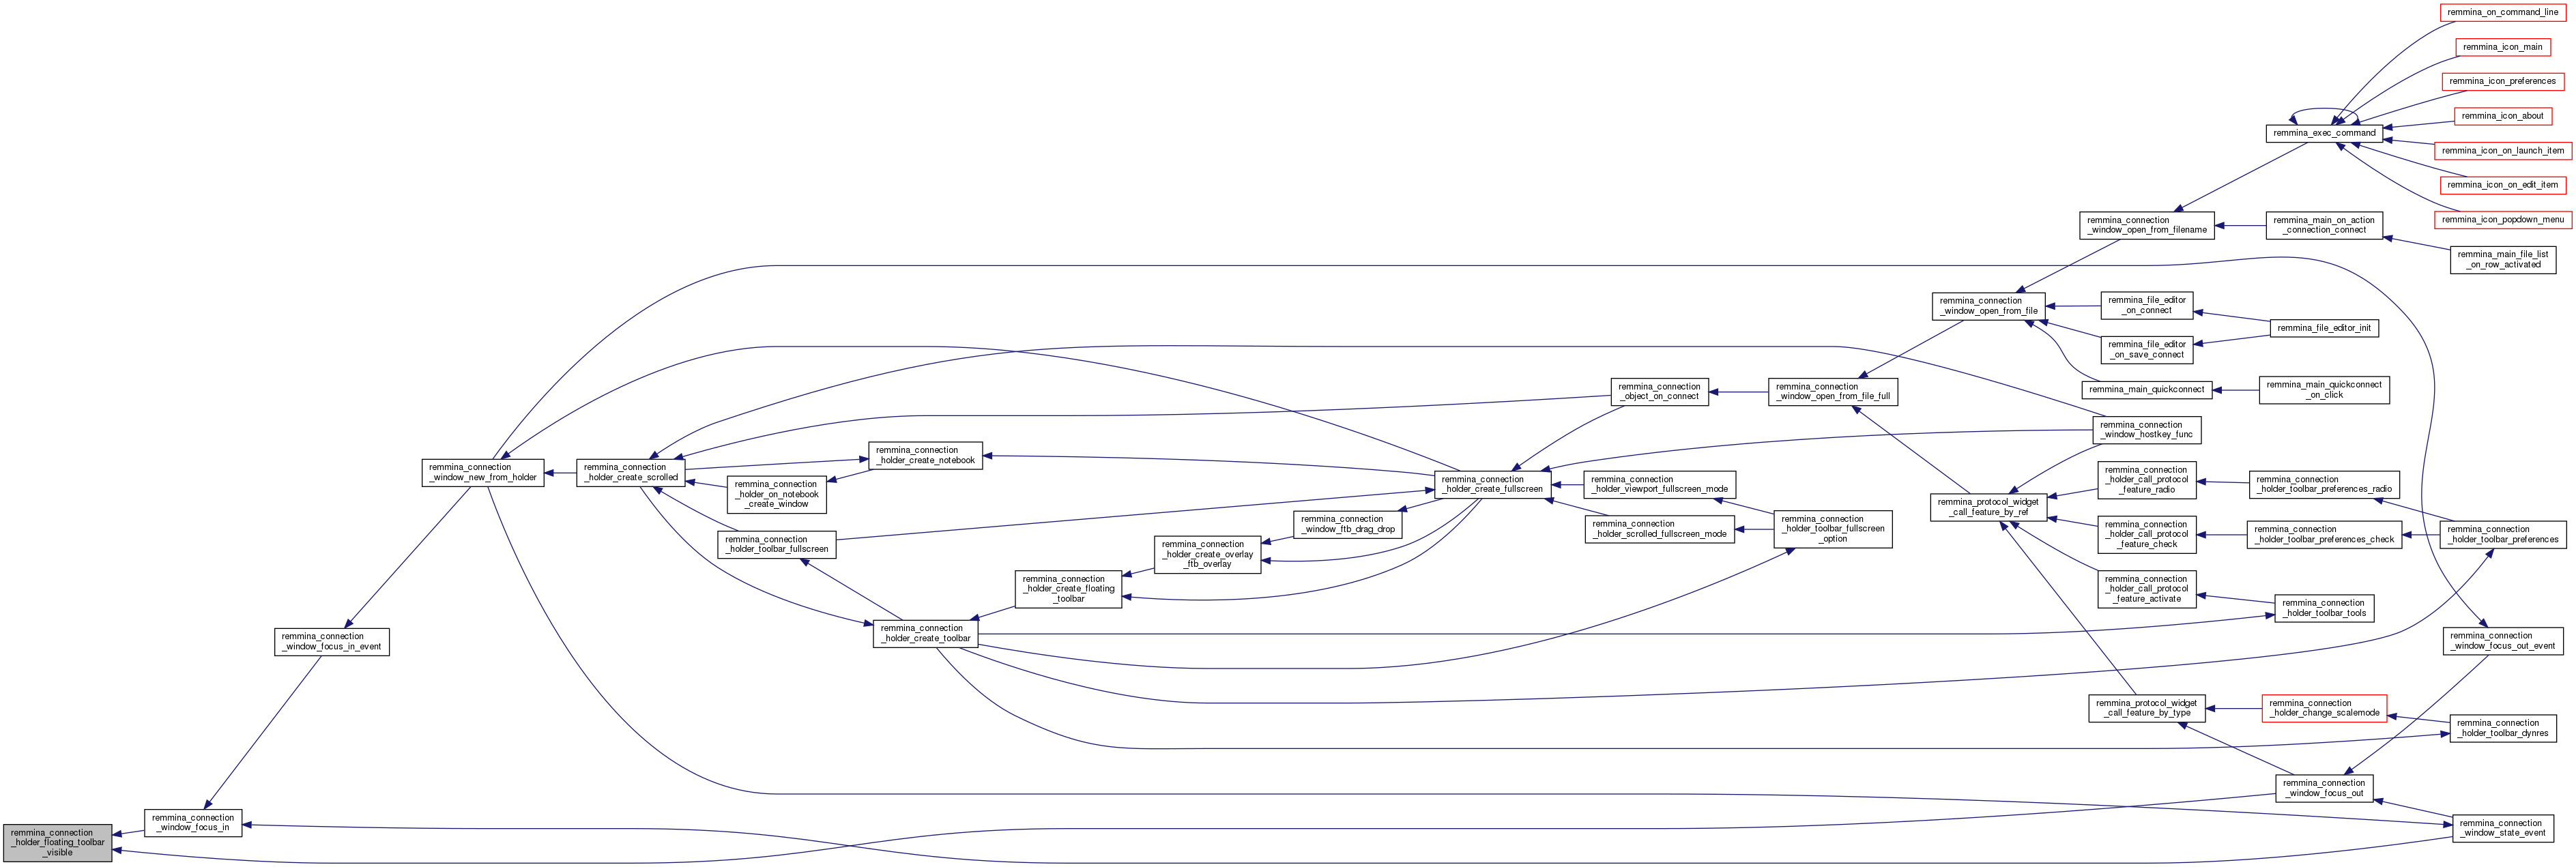 remmina_connection
_holder_floating_toolbar
_visible
remmina_connection
_window_focus_in
remmina_connection
_window_focus_in_event
remmina_connection
_window_new_from_holder
remmina_connection
_holder_create_scrolled
remmina_connection
_holder_create_notebook
remmina_connection
_holder_on_notebook
_create_window
remmina_connection
_holder_toolbar_fullscreen
remmina_connection
_holder_create_toolbar
remmina_connection
_holder_create_floating
_toolbar
remmina_connection
_holder_create_overlay
_ftb_overlay
remmina_connection
_window_ftb_drag_drop
remmina_connection
_holder_create_fullscreen
remmina_connection
_object_on_connect
remmina_connection
_holder_viewport_fullscreen_mode
remmina_connection
_holder_scrolled_fullscreen_mode
remmina_connection
_holder_toolbar_fullscreen
_option
remmina_connection
_window_open_from_file_full
remmina_connection
_window_open_from_file
remmina_connection
_window_open_from_filename
remmina_exec_command
remmina_on_command_line
remmina_icon_main
remmina_icon_preferences
remmina_icon_about
remmina_icon_on_launch_item
remmina_icon_on_edit_item
remmina_icon_popdown_menu
remmina_main_on_action
_connection_connect
remmina_main_file_list
_on_row_activated
remmina_file_editor
_on_connect
remmina_file_editor
_on_save_connect
remmina_file_editor_init
remmina_main_quickconnect
remmina_main_quickconnect
_on_click
remmina_connection
_window_hostkey_func
remmina_protocol_widget
_call_feature_by_ref
remmina_connection
_holder_call_protocol
_feature_radio
remmina_connection
_holder_toolbar_preferences_radio
remmina_connection
_holder_call_protocol
_feature_check
remmina_connection
_holder_toolbar_preferences_check
remmina_connection
_holder_toolbar_preferences
remmina_connection
_holder_call_protocol
_feature_activate
remmina_connection
_holder_toolbar_tools
remmina_connection
_window_focus_out_event
remmina_protocol_widget
_call_feature_by_type
remmina_connection
_holder_change_scalemode
remmina_connection
_holder_toolbar_dynres
remmina_connection
_window_focus_out
remmina_connection
_window_state_event